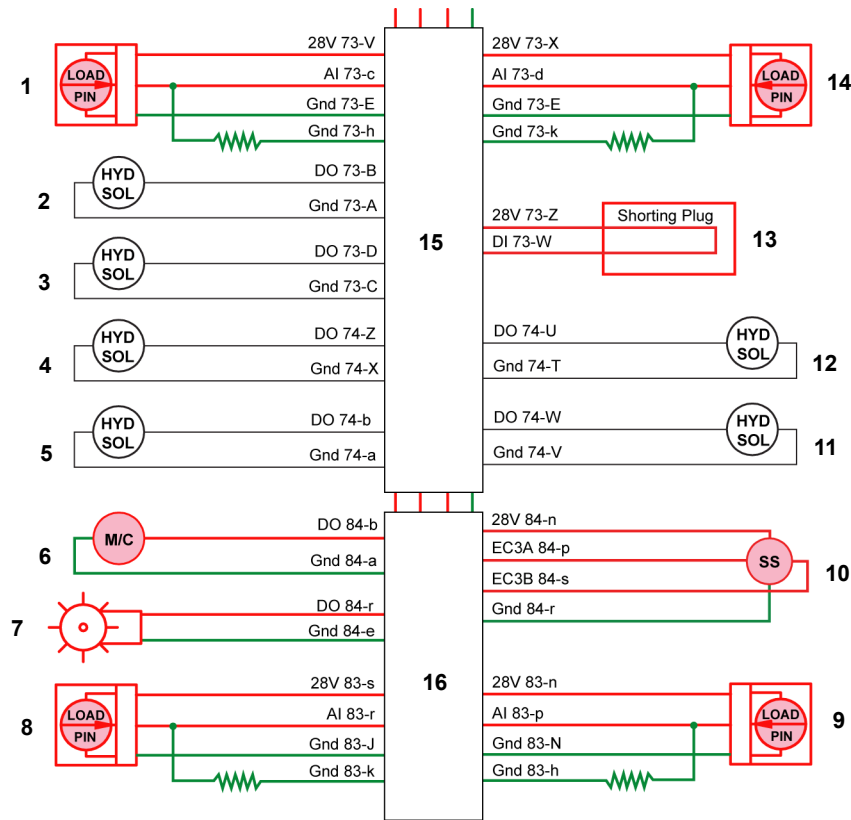 28V 73-V
1
LOAD
PIN
AI 73-c
Gnd 73-E
Gnd 73-h
2
HYD
SOL
DO 73-B
Gnd 73-A
3
HYD
SOL
DO 73-D
Gnd 73-C
4
HYD
SOL
DO 74-Z
Gnd 74-X
5
HYD
SOL
DO 74-b
Gnd 74-a
15
28V 73-X
AI 73-d
Gnd 73-E
Gnd 73-k
LOAD
PIN
14
28V 73-Z
DI 73-W
Shorting Plug
13
DO 74-U
Gnd 74-T
HYD
SOL
12
DO 74-W
Gnd 74-V
HYD
SOL
11
6
M/C
DO 84-b
Gnd 84-a
7
DO 84-r
Gnd 84-e
8
LOAD
PIN
28V 83-s
AI 83-r
Gnd 83-J
Gnd 83-k
16
28V 84-n
EC3A 84-p
EC3B 84-s
Gnd 84-r
SS
10
28V 83-n
AI 83-p
Gnd 83-N
Gnd 83-h
LOAD
PIN
9